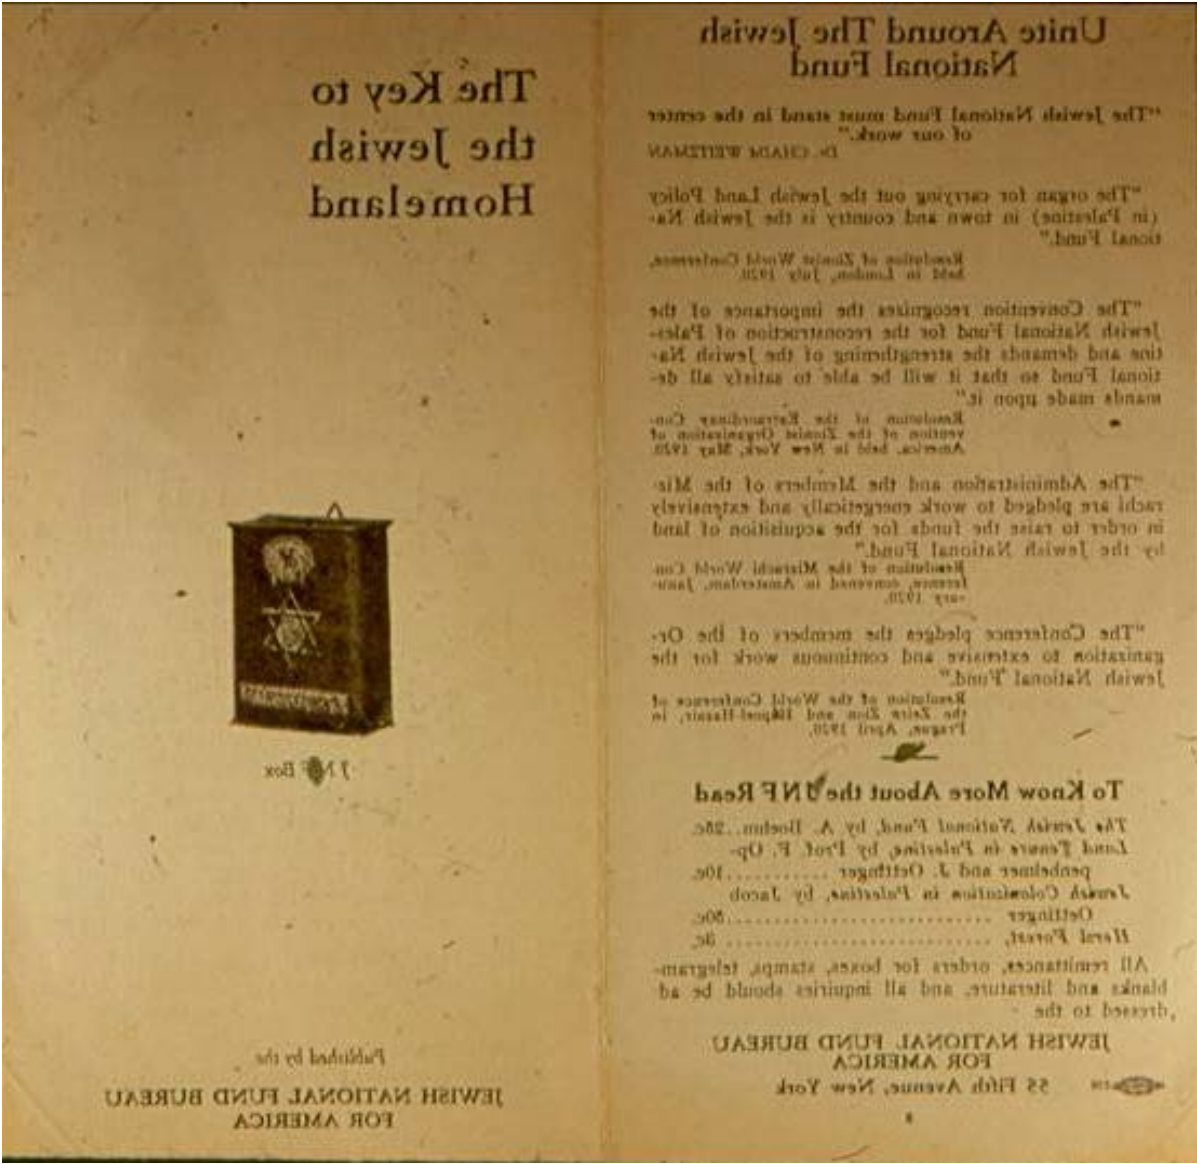 Unite Around The Jewish
National Fund
"The Jewish National Fund must stand in the center
of our work."
Dr. CHAIM WEITZMAN
"The organ for carrying out the Jewish Land Policy
(in Palestine) in town and country is the Jewish Na-
tional Fund."
Resolution of Zionist World Conference,
held in London, July 1920.
"The Convention recognizes the importance of the
Jewish National Fund for the reconstruction of Pales-
tine and demands the strengthening of the Jewish Na-
tional Fund so that it will be able to satisfy all de-
mands made upon it."
Resolution of the Extraordinary Con-
vention of the Zionist Organization of
America, held in New York, May 1920.
"The Administration and the Members of the Miz-
rachi are pledged to work energetically and extensively
in order to raise the funds for the acquisition of land
by the Jewish National Fund."
Resolution of the Mizrachi World Con-
ference, convened in Amsterdam, Janu-
ary 1920.
"The Conference pledges the members of the Or-
ganization to extensive and continuous work for the
Jewish National Fund."
Resolution of the World Conference of
the Zeire Zion and Hapoel-Hazair, in
Prague, April 1920.
To Know More About the JNF Read
The Jewish National Fund, by A. Boehm..25c.
Land Tenure in Palestine, by Prof. F. Op-
penheimer and J. Oettinger ............10c.
Jewish Colonization in Palestine, by Jacob
Oettinger ............................50c.
Herzl Forest, ............................ 3c.
All remittances, orders for boxes, stamps, telegram-
blanks and literature, and all inquiries should be ad
dressed to the
JEWISH NATIONAL FUND BUREAU
FOR AMERICA
55 Fifth Avenue, New York
8
The Key to
the Jewish
Homeland
JNF Box
Published by the
JEWISH NATIONAL FUND BUREAU
FOR AMERICA